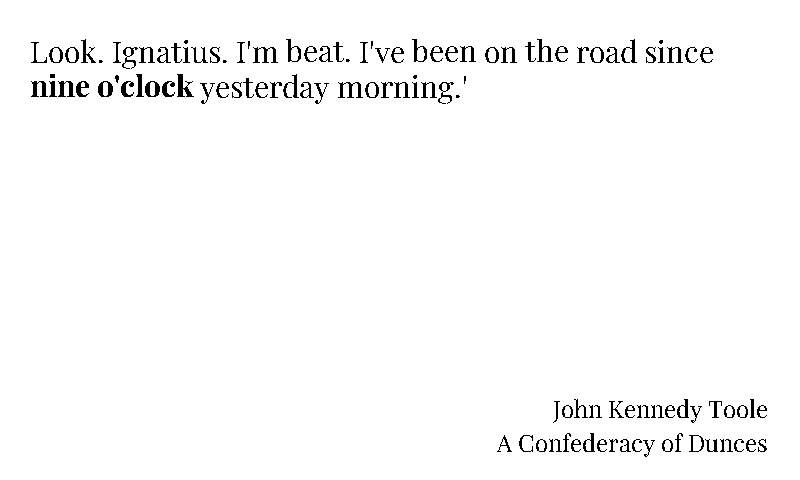 Look. Ignatius. I'm beat. I've been on the road since
nine o'clock yesterday morning.'
John Kennedy Toole
A Confederacy of Dunces